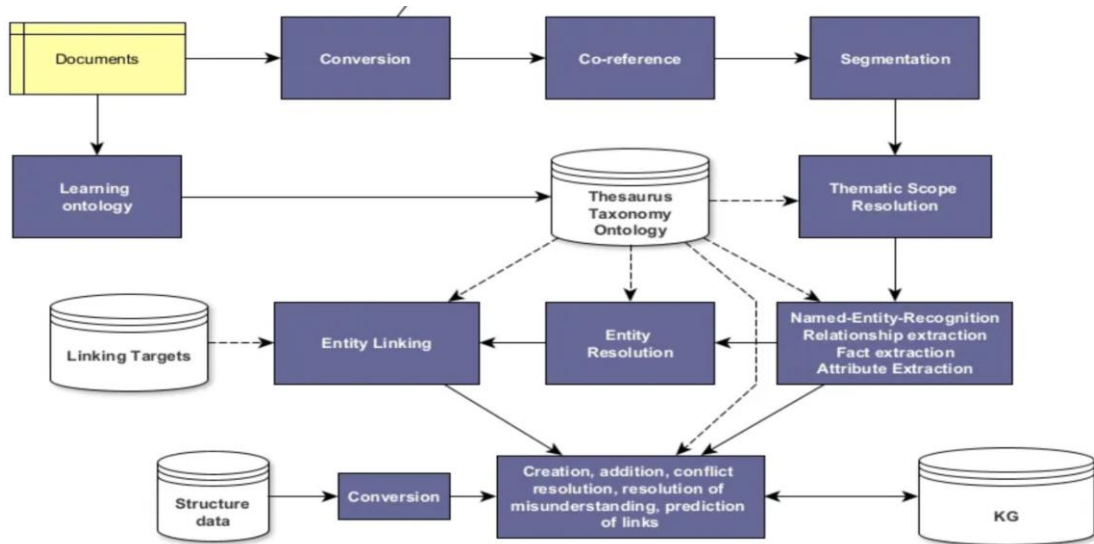 Documents
Conversion
Co-reference
Segmentation
Learning
ontology
Thesaurus
Taxonomy
Ontology
Thematic Scope
Resolution
Linking Targets
Entity Linking
Entity
Resolution
Named-Entity-Recognition
Relationship extraction
Fact extraction
Attribute Extraction
Structure
data
Conversion
Creation, addition, conflict
resolution, resolution of
misunderstanding, prediction
of links
KG